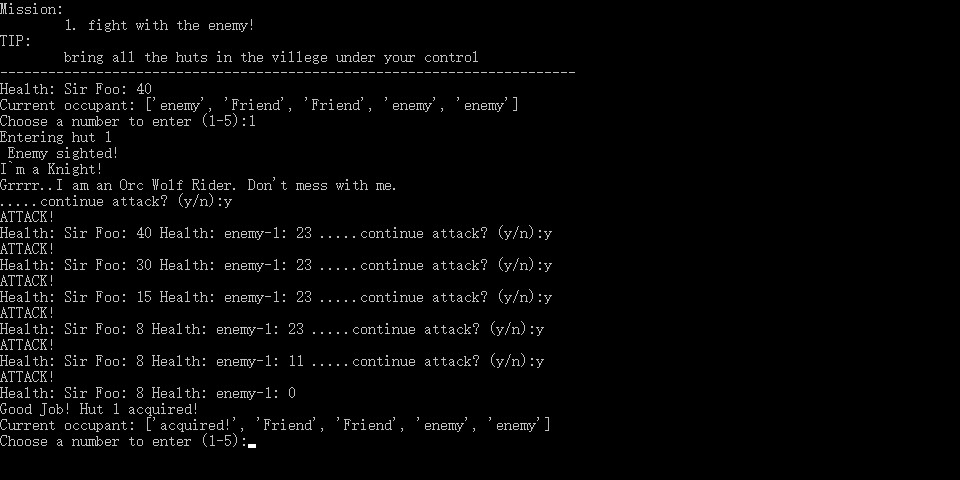 Mission:
        1. fight with the enemy!
TIP:
        bring all the huts in the villege under your control
------------------------------------------------------------------------
Health: Sir Foo: 40
Current occupant: ['enemy', 'Friend', 'Friend', 'enemy', 'enemy']
Choose a number to enter (1-5):1
Entering hut 1
 Enemy sighted!
I`m a Knight!
Grrrr..I am an Orc Wolf Rider. Don't mess with me.
.....continue attack? (y/n):y
ATTACK!
Health: Sir Foo: 40 Health: enemy-1: 23 .....continue attack? (y/n):y
ATTACK!
Health: Sir Foo: 30 Health: enemy-1: 23 .....continue attack? (y/n):y
ATTACK!
Health: Sir Foo: 15 Health: enemy-1: 23 .....continue attack? (y/n):y
ATTACK!
Health: Sir Foo: 8 Health: enemy-1: 23 .....continue attack? (y/n):y
ATTACK!
Health: Sir Foo: 8 Health: enemy-1: 11 .....continue attack? (y/n):y
ATTACK!
Health: Sir Foo: 8 Health: enemy-1: 0
Good Job! Hut 1 acquired!
Current occupant: ['acquired!', 'Friend', 'Friend', 'enemy', 'enemy']
Choose a number to enter (1-5):